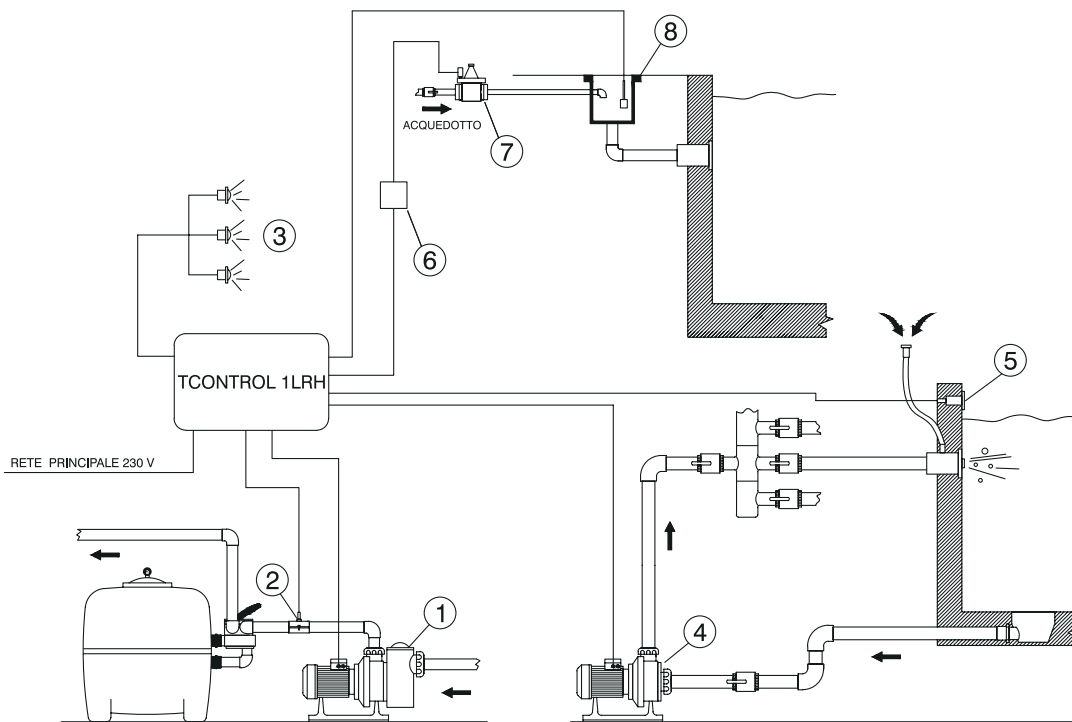 8
ACQUEDOTTO
7
3
6
TCONTROL 1LRH
5
RETE PRINCIPALE 230 V
2
1
4